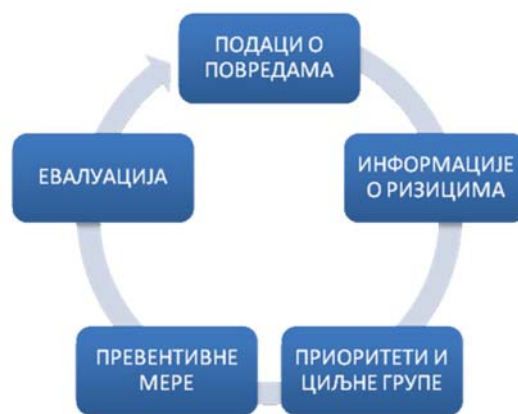 ПОДАЦИ О
ПОВРЕДАМА
ИНФОРМАЦИЈЕ
О РИЗИЦИМА
ПРИОРИТЕТИ И
ЦИЉНЕ ГРУПЕ
ПРЕВЕНТИВНЕ
МЕРЕ
ЕВАЛУАЦИЈА